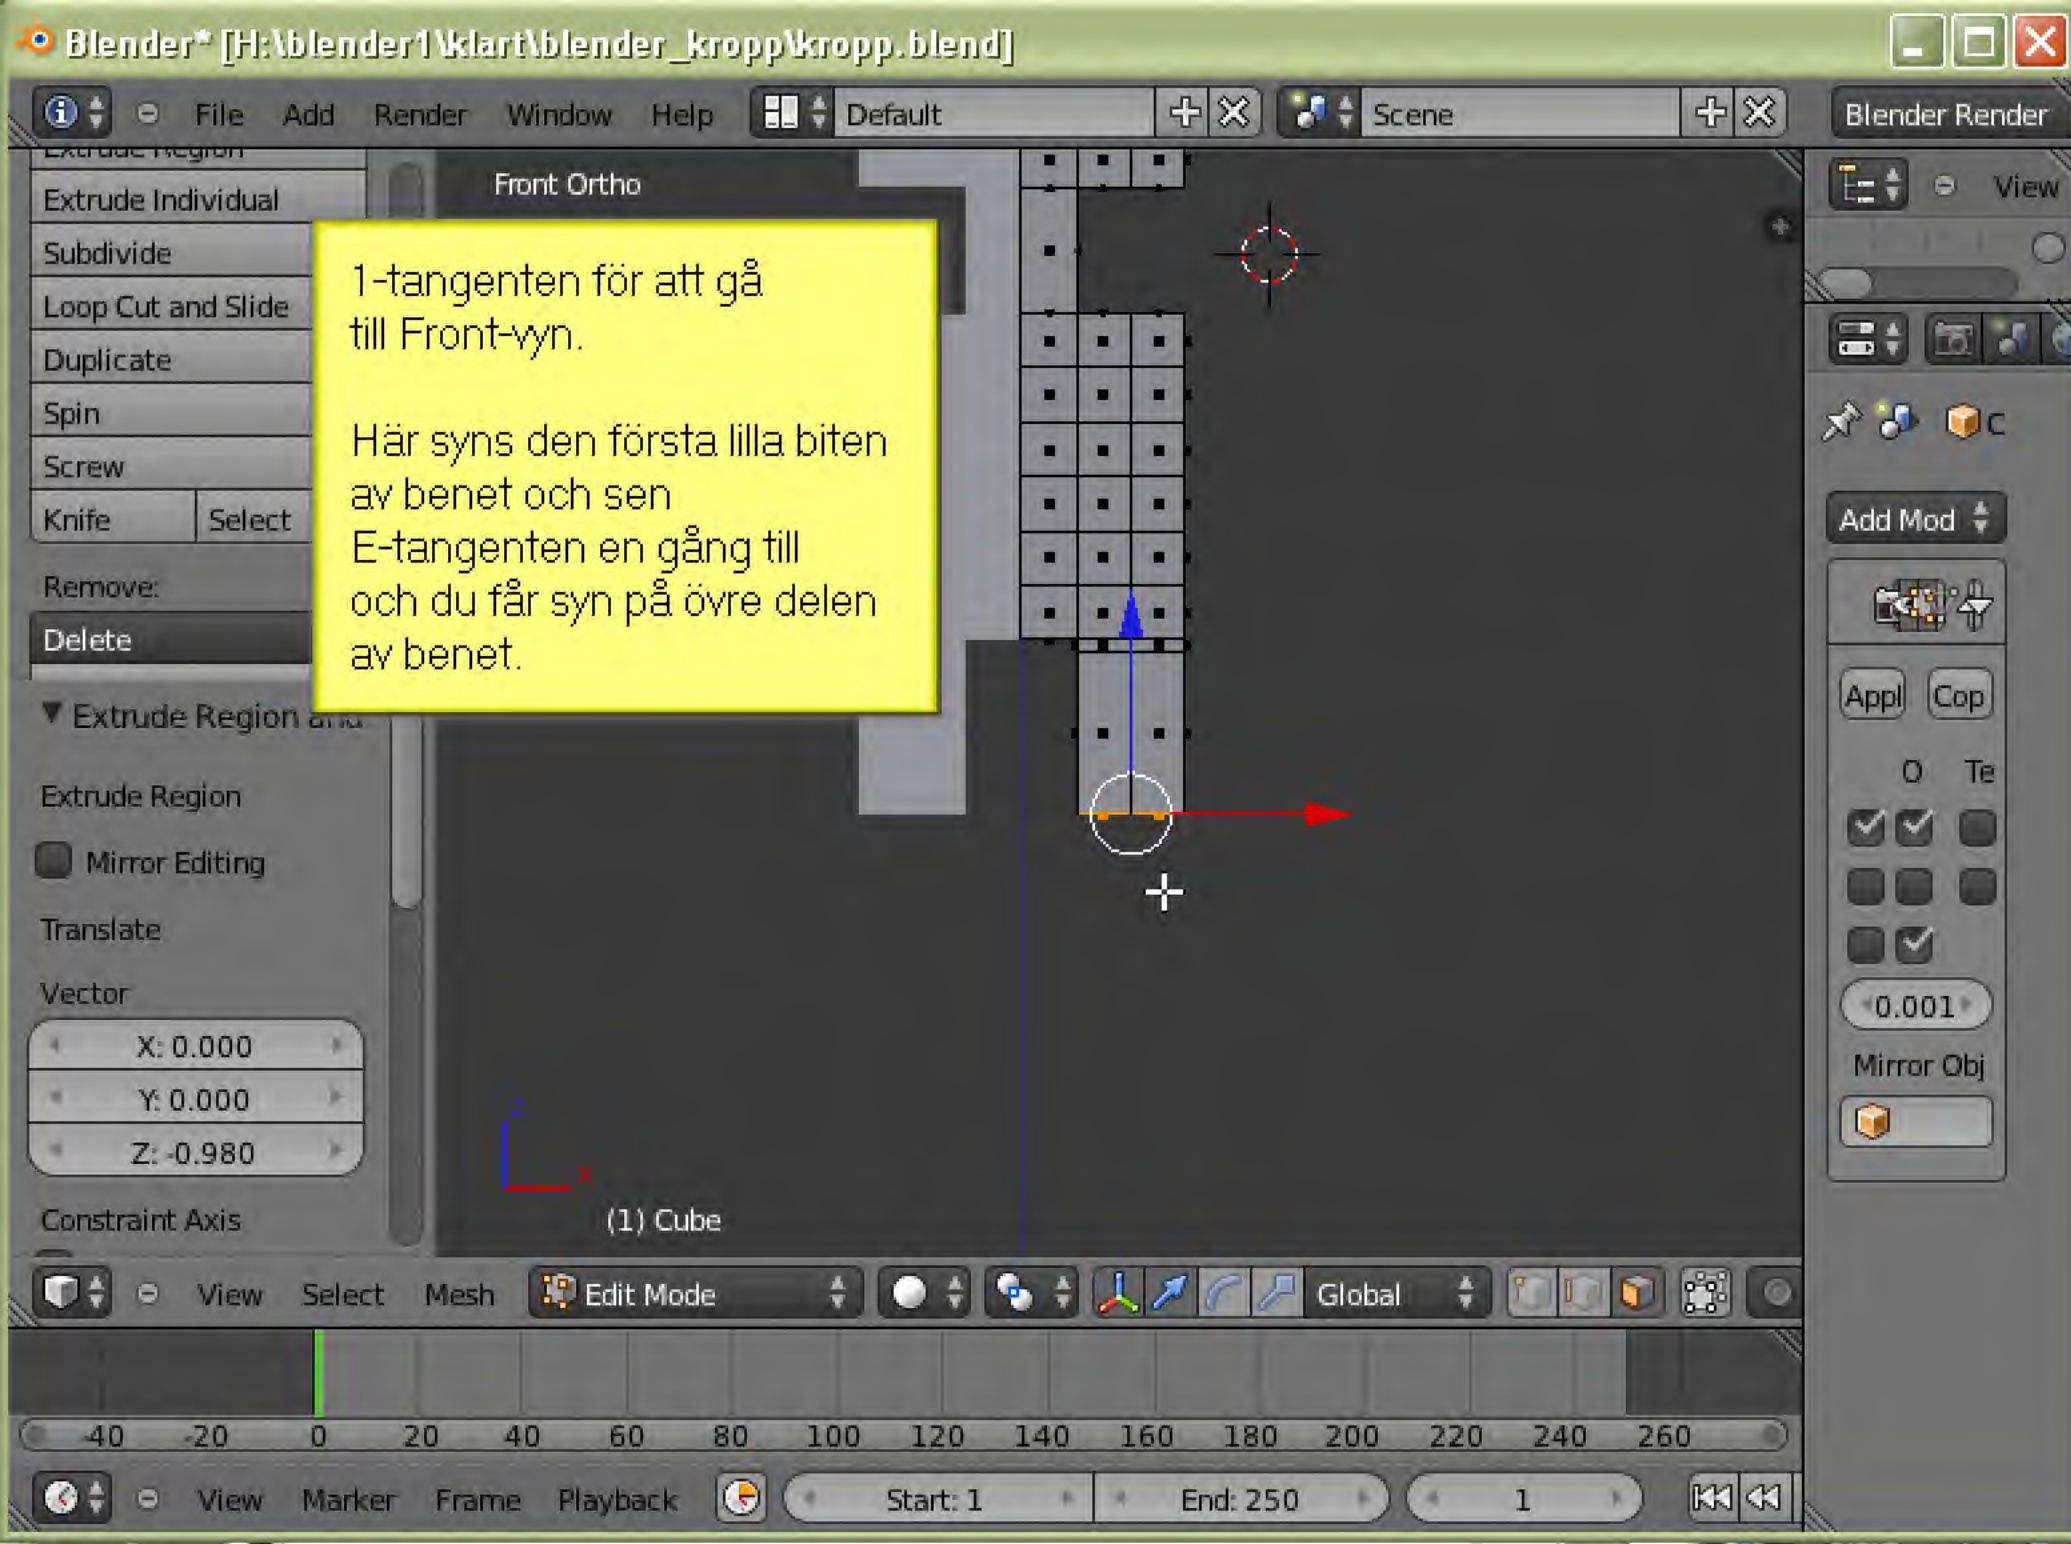 Blender* [H:\blender1\klart\blender_kropp\kropp.blend]
File Add Render Window Help Default Scene Blender Render
Extrude Region
Front Ortho
View
Extrude Individual
Subdivide
Loop Cut and Slide
Duplicate
Spin
Screw
Knife Select
Remove:
Delete
1-tangenten för att gå
till Front-vyn.
Här syns den första lilla biten
av benet och sen
E-tangenten en gång till
och du får syn på övre delen
av benet.
Extrude Region and
Extrude Region
Mirror Editing
Translate
Vector
X: 0.000
Y: 0.000
Z: -0.980
Constraint Axis
z
x
(1) Cube
C
Add Mod
Appl Cop
O Te
0.001
Mirror Obj
View Select Mesh Edit Mode Global
-40 -20 0 20 40 60 80 100 120 140 160 180 200 220 240 260
View Marker Frame Playback Start: 1 End: 250 1